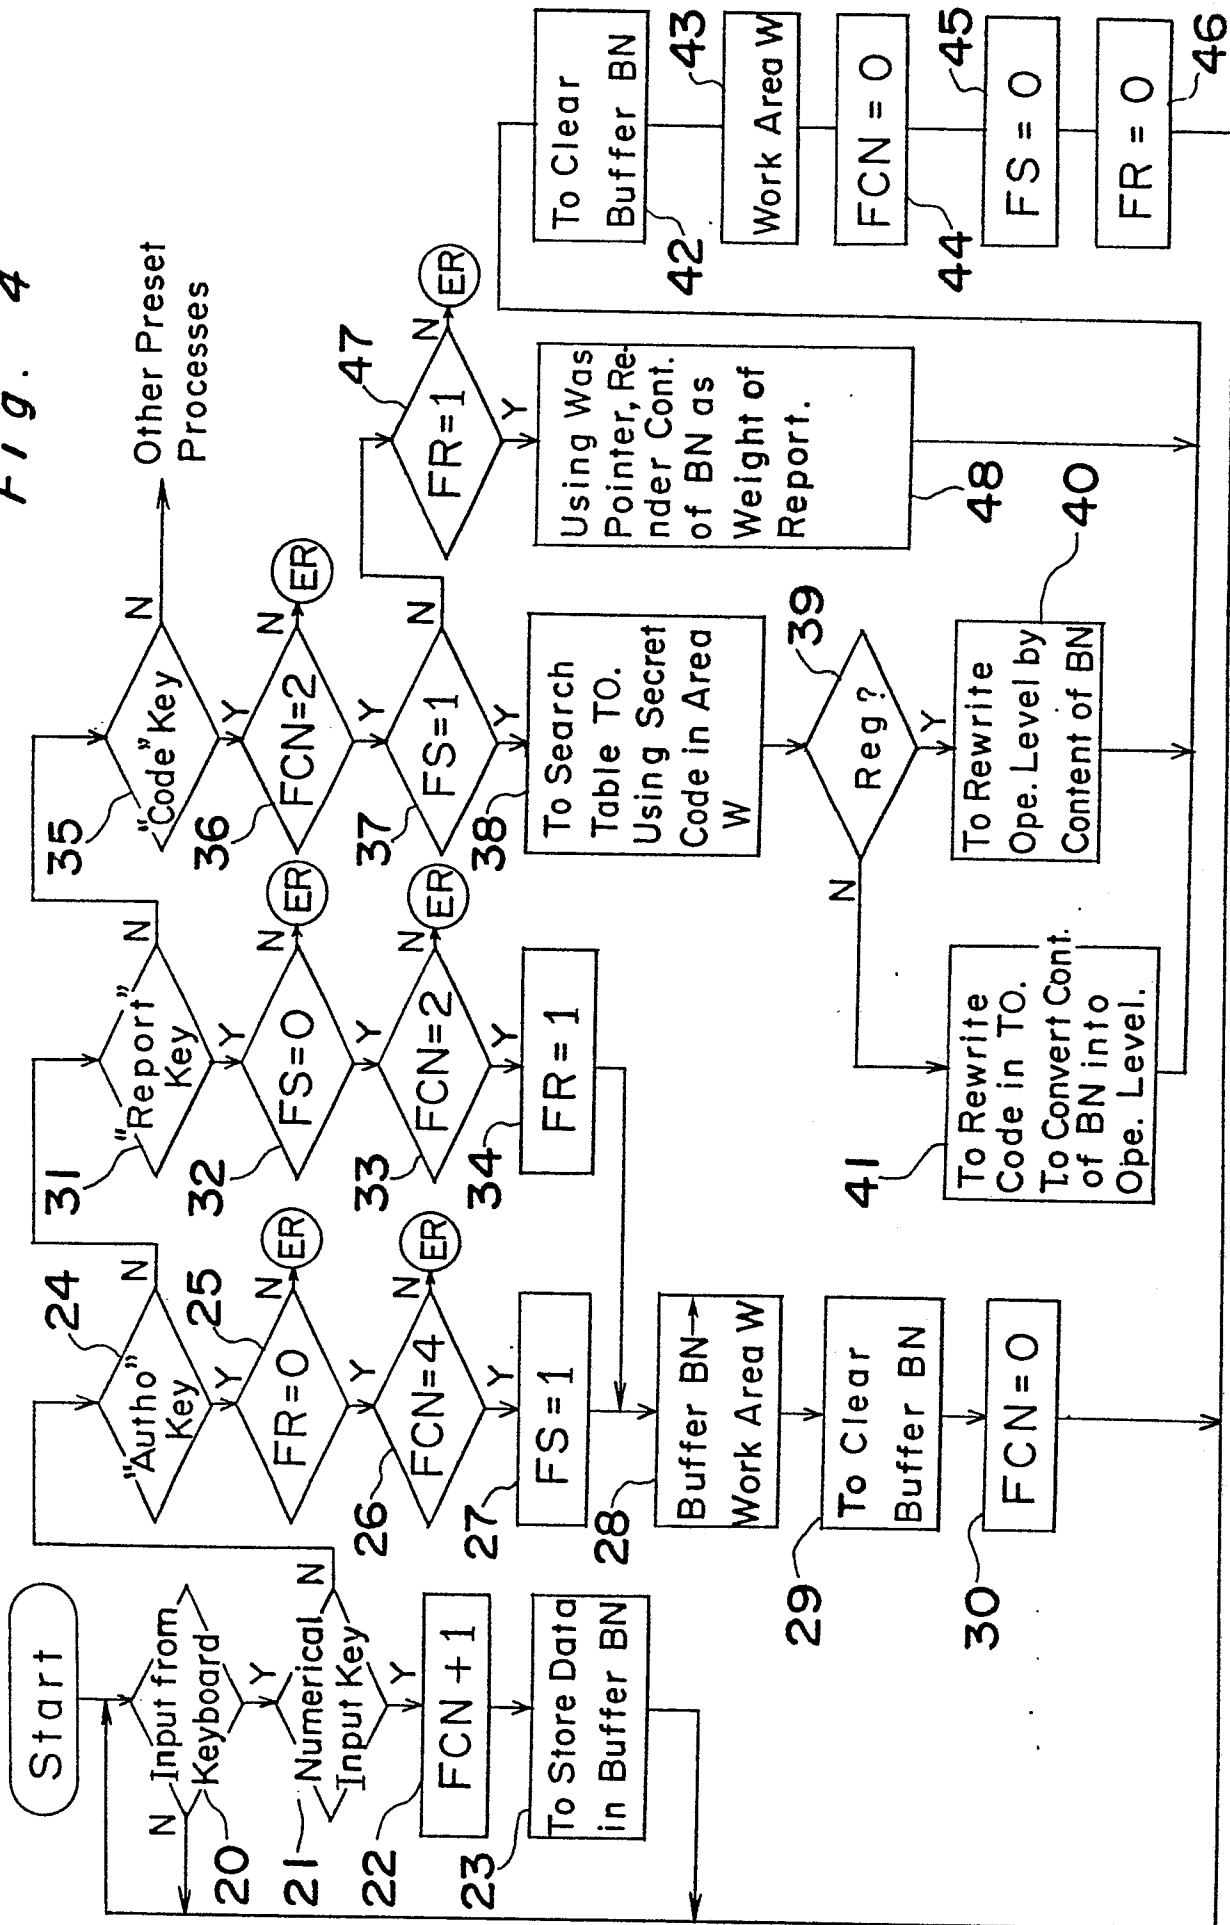 Fig. 4
Start
Input from
Keyboard
N
Y
20
Numerical
Input Key
N
Y
21
FCN + 1
22
To Store Data
in Buffer BN
23
"Autho"
Key
N
Y
24
FR=0
N
ER
Y
25
FCN=4
N
ER
Y
26
FS = 1
27
Buffer BN→
Work Area W
28
To Clear
Buffer BN
29
FCN=0
30
"Report"
Key
N
Y
31
FS=0
N
ER
Y
32
FCN=2
N
ER
Y
33
FR = 1
34
"Code" Key
N
Y
35
Other Preset
Processes
FCN=2
N
ER
Y
36
FS=1
N
Y
37
To Search
Table TO.
Using Secret
Code in Area
W
38
Reg?
N
Y
39
To Rewrite
Ope. Level by
Content of BN
40
To Rewrite
Code in TO.
To Convert Cont.
of BN into
Ope. Level.
41
FR=1
N
ER
Y
47
Using Was
Pointer, Re-
nder Cont.
of BN as
Weight of
Report.
48
To Clear
Buffer BN
42
Work Area W
43
FCN = 0
44
FS = 0
45
FR = 0
46